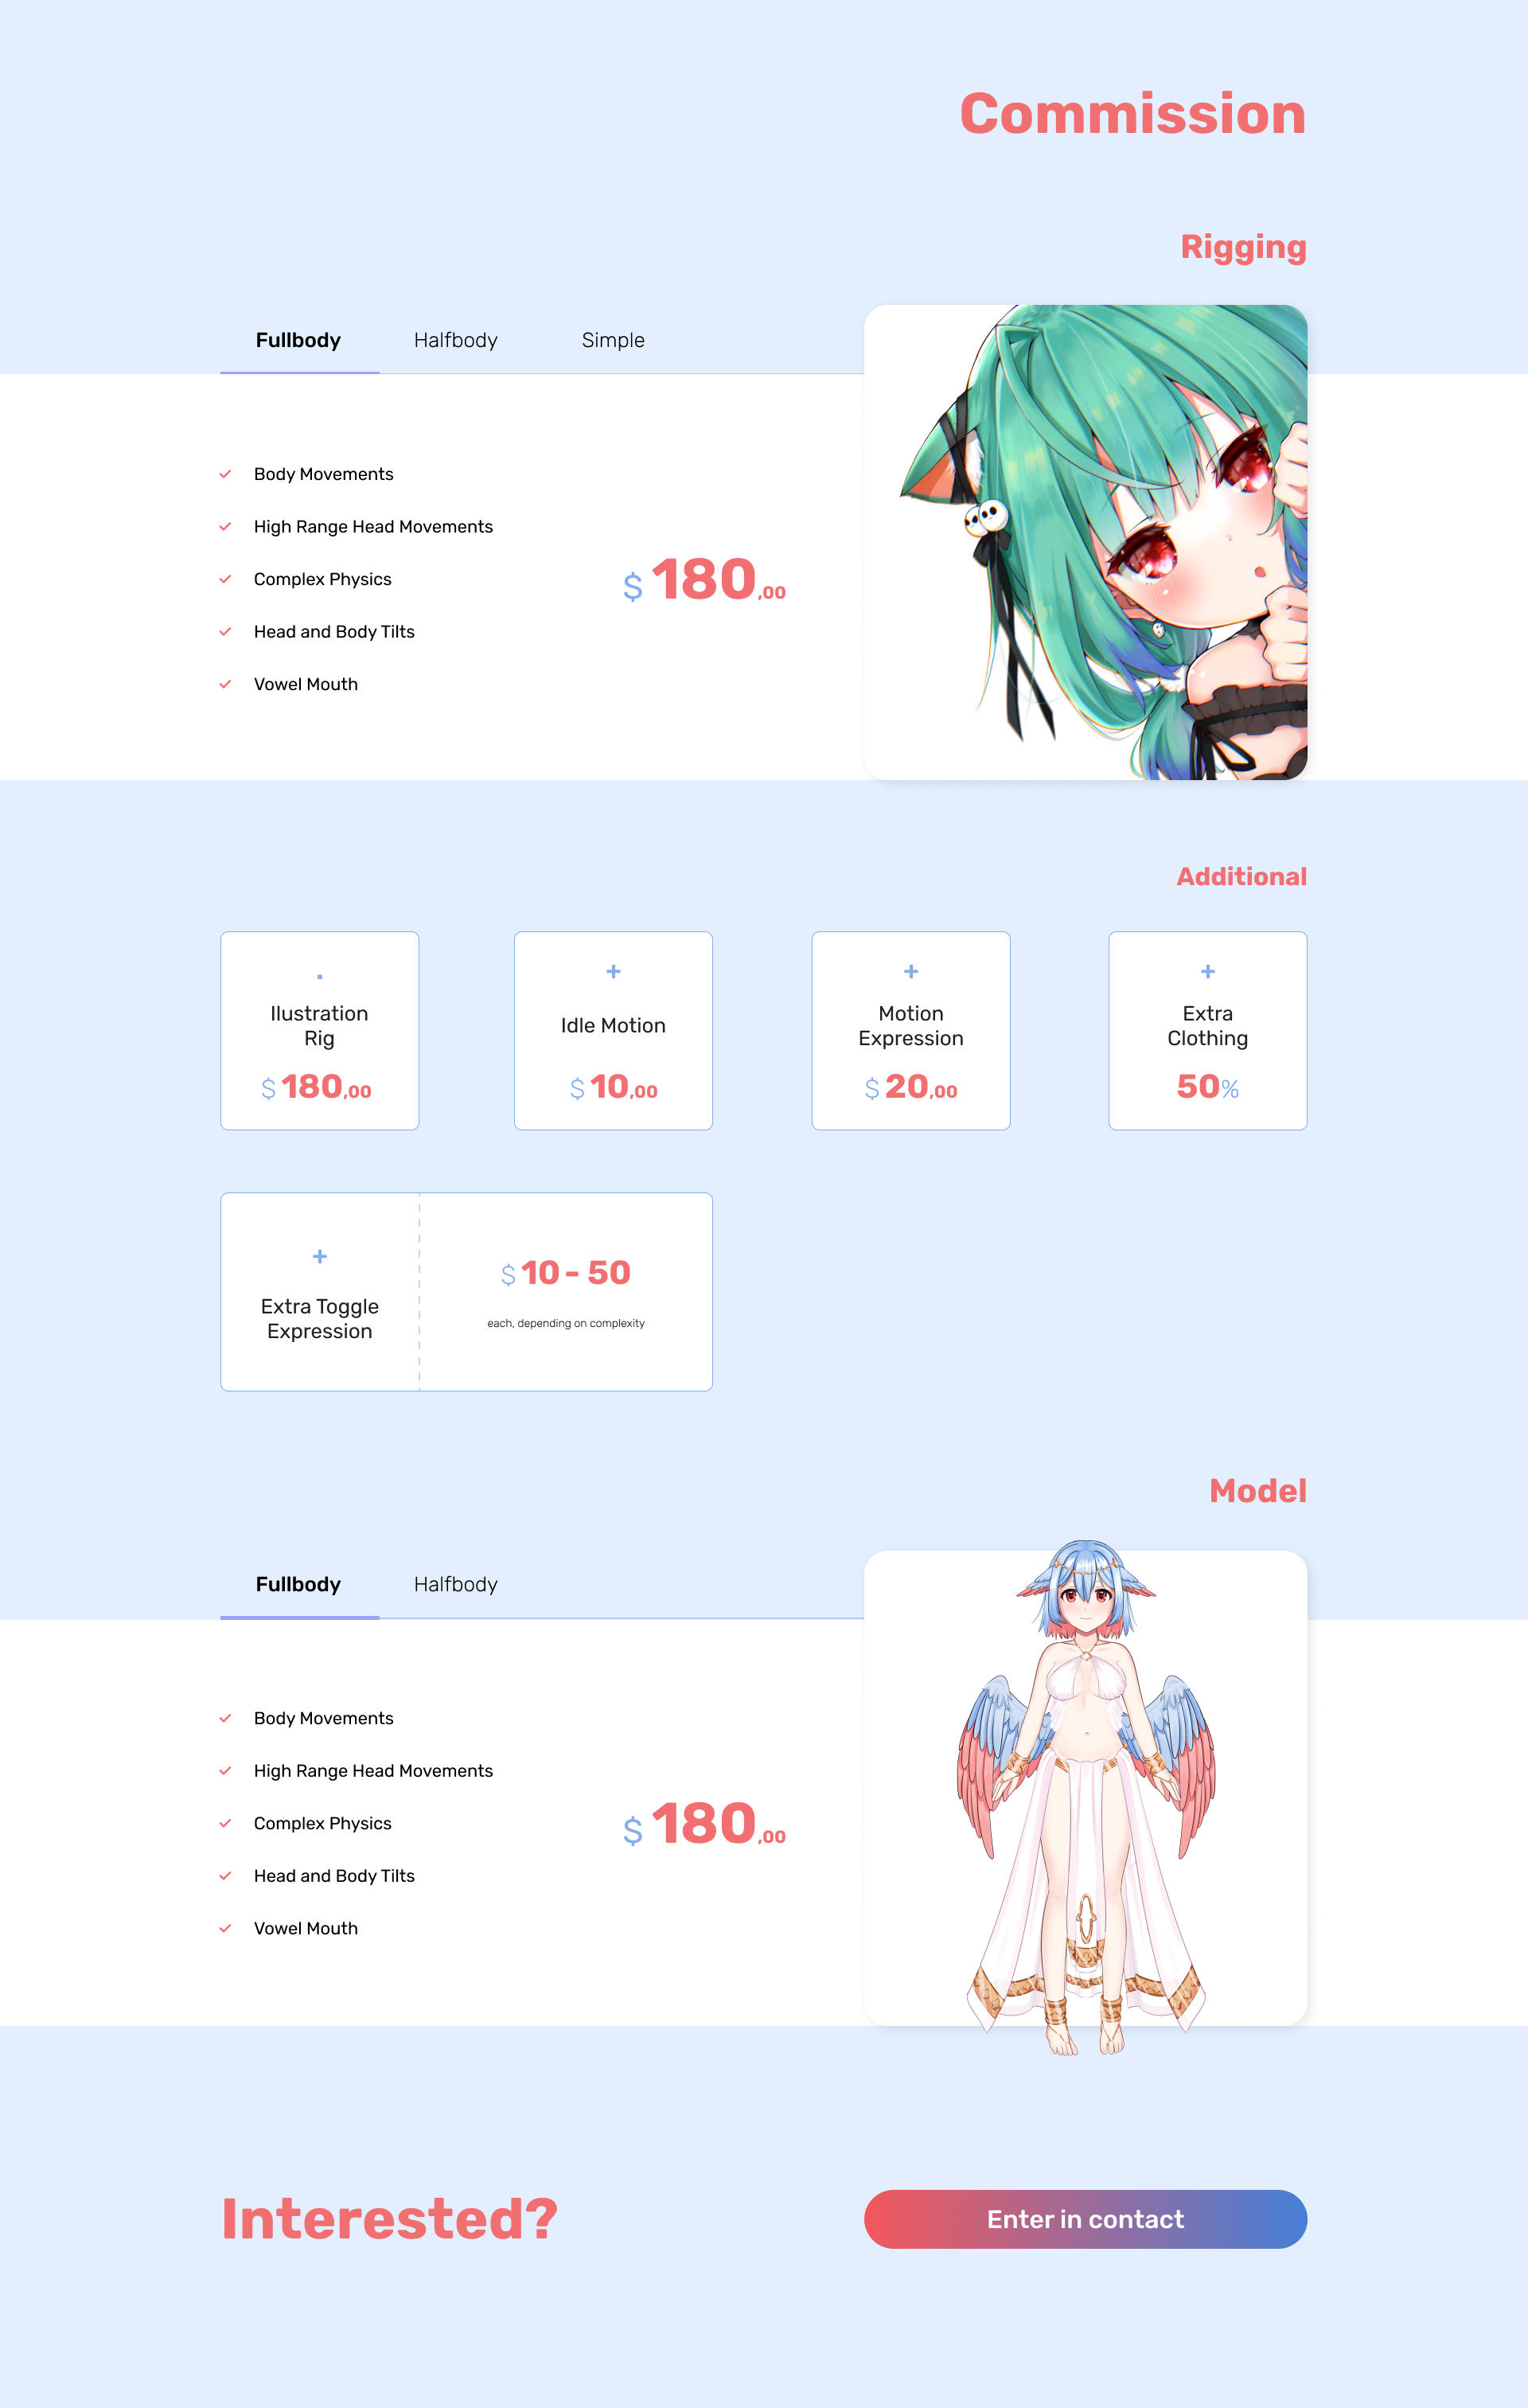 Commission
Rigging
Fullbody Halfbody Simple
Body Movements
High Range Head Movements
Complex Physics
Head and Body Tilts
Vowel Mouth
$ 180,00
Additional
.
Ilustration
Rig
$ 180,00
+
Idle Motion
$ 10,00
+
Motion
Expression
$ 20,00
+
Extra
Clothing
50%
+
Extra Toggle
Expression
$ 10 - 50
each, depending on complexity
Model
Fullbody Halfbody
Body Movements
High Range Head Movements
Complex Physics
Head and Body Tilts
Vowel Mouth
$ 180,00
Interested?
Enter in contact